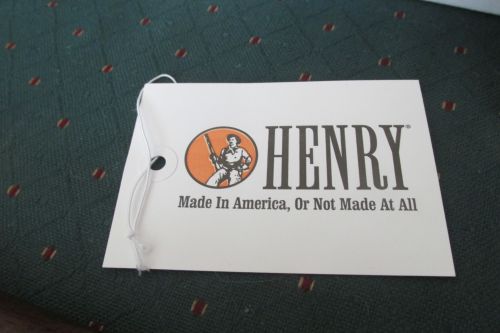 HENRY®
Made In America, Or Not Made At All